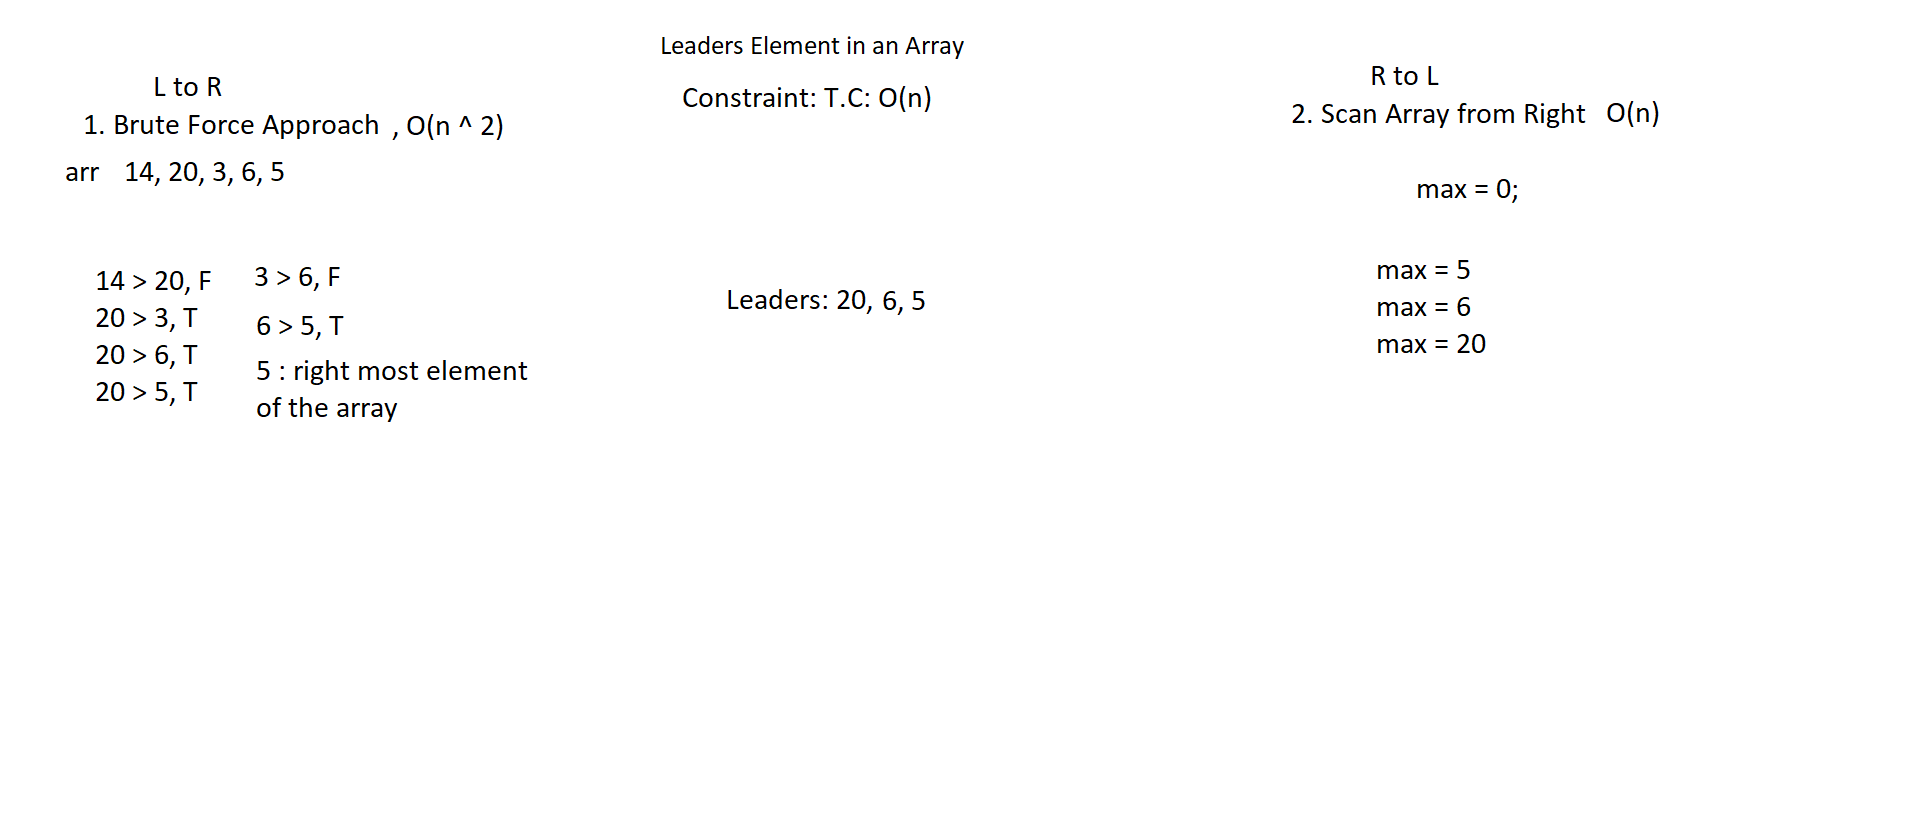 Leaders Element in an Array
Constraint: T.C: O(n)
L to R
1. Brute Force Approach , O(n ^ 2)
arr 14, 20, 3, 6, 5
14 > 20, F
20 > 3, T
20 > 6, T
20 > 5, T
3 > 6, F
6 > 5, T
5 : right most element
of the array
Leaders: 20, 6, 5
R to L
2. Scan Array from Right O(n)
max = 0;
max = 5
max = 6
max = 20